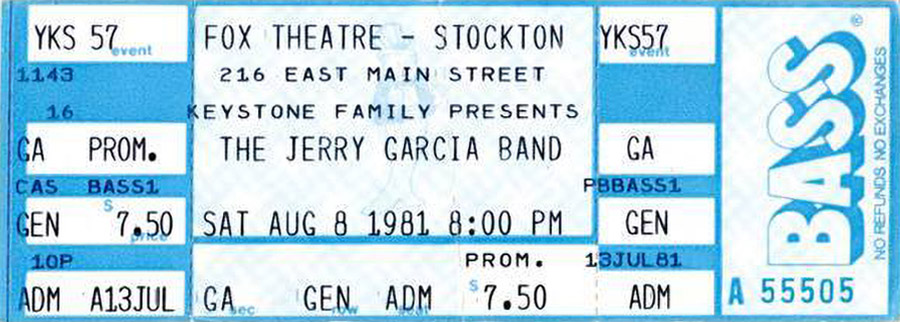 YKS 57
event
1143
16
GA PROM.
CAS BASS1
$
GEN 7.50
price
10P
ADM A13JUL
FOX THEATRE - STOCKTON
216 EAST MAIN STREET
KEYSTONE FAMILY PRESENTS
THE JERRY GARCIA BAND
SAT AUG 8 1981 8:00 PM
PROM.
GA GEN ADM $7.50
sec row seat
YKS57
event
GA
PBBASS1
GEN
13JUL81
ADM
BASS®
NO REFUNDS NO EXCHANGES
A 55505